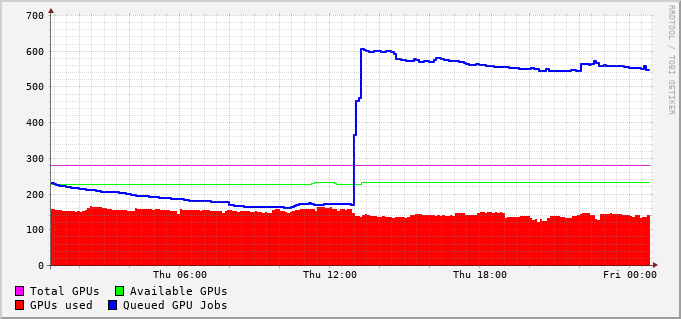 700
600
500
400
300
200
100
0
Thu 06:00 Thu 12:00 Thu 18:00 Fri 00:00
Total GPUs Available GPUs
GPUs used Queued GPU Jobs
RRDTOOL / TOBI OETIKER